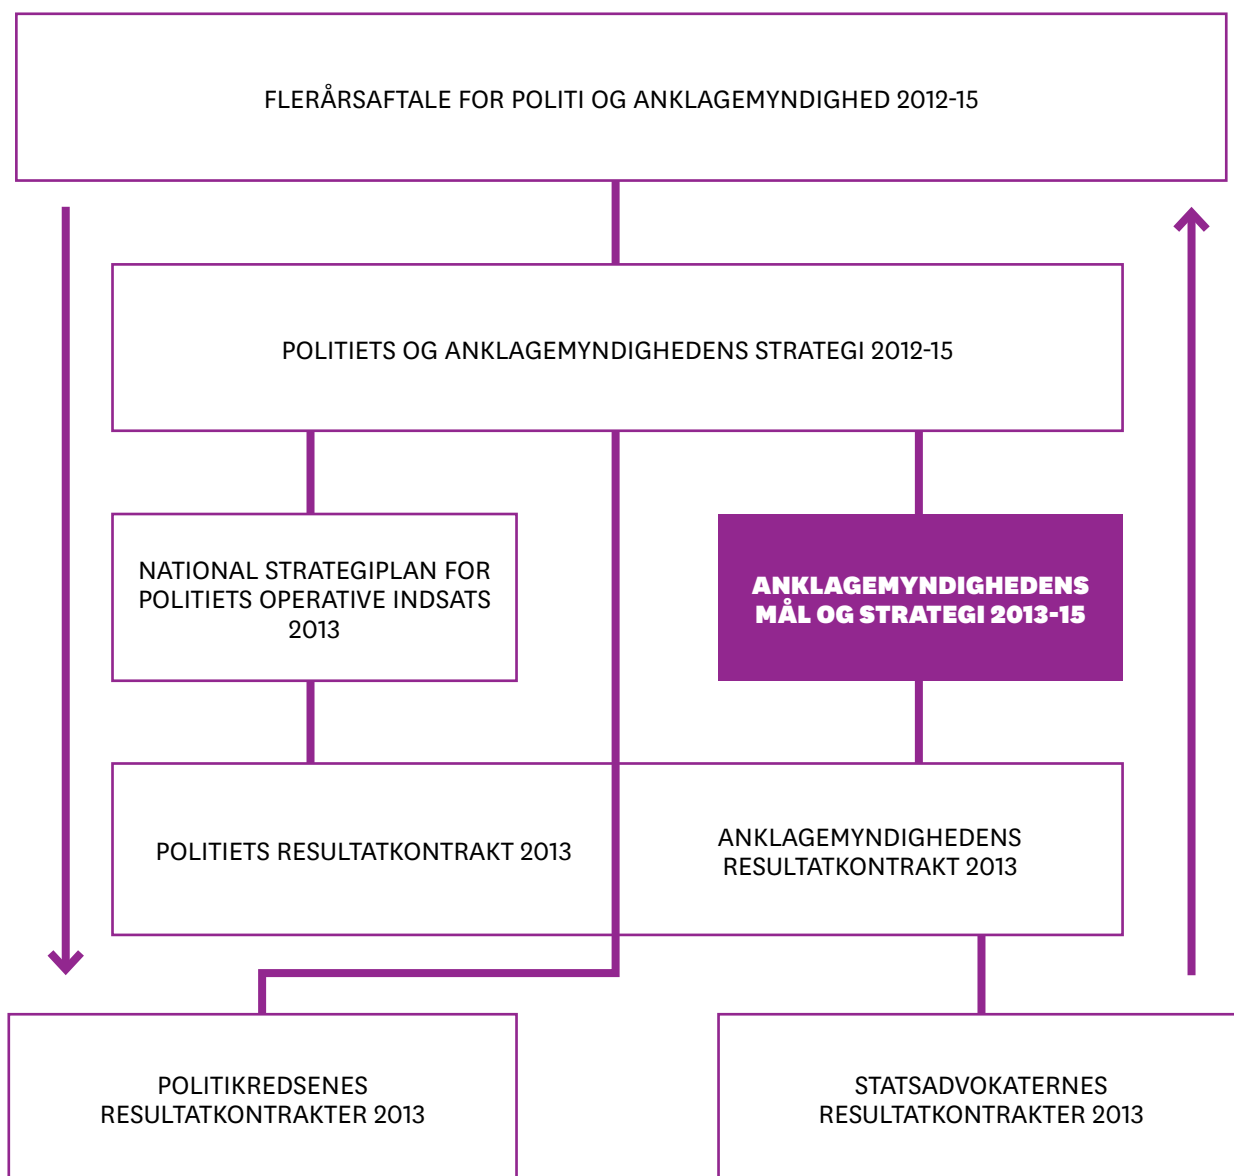 FLERÅRSAFTALE FOR POLITI OG ANKLAGEMYNDIGHED 2012-15
POLITIETS OG ANKLAGEMYNDIGHEDENS STRATEGI 2012-15
NATIONAL STRATEGIPLAN FOR
POLITIETS OPERATIVE INDSATS
2013
ANKLAGEMYNDIGHEDENS
MÅL OG STRATEGI 2013-15
POLITIETS RESULTATKONTRAKT 2013
ANKLAGEMYNDIGHEDENS
RESULTATKONTRAKT 2013
POLITIKREDSENES
RESULTATKONTRAKTER 2013
STATSADVOKATERNES
RESULTATKONTRAKTER 2013